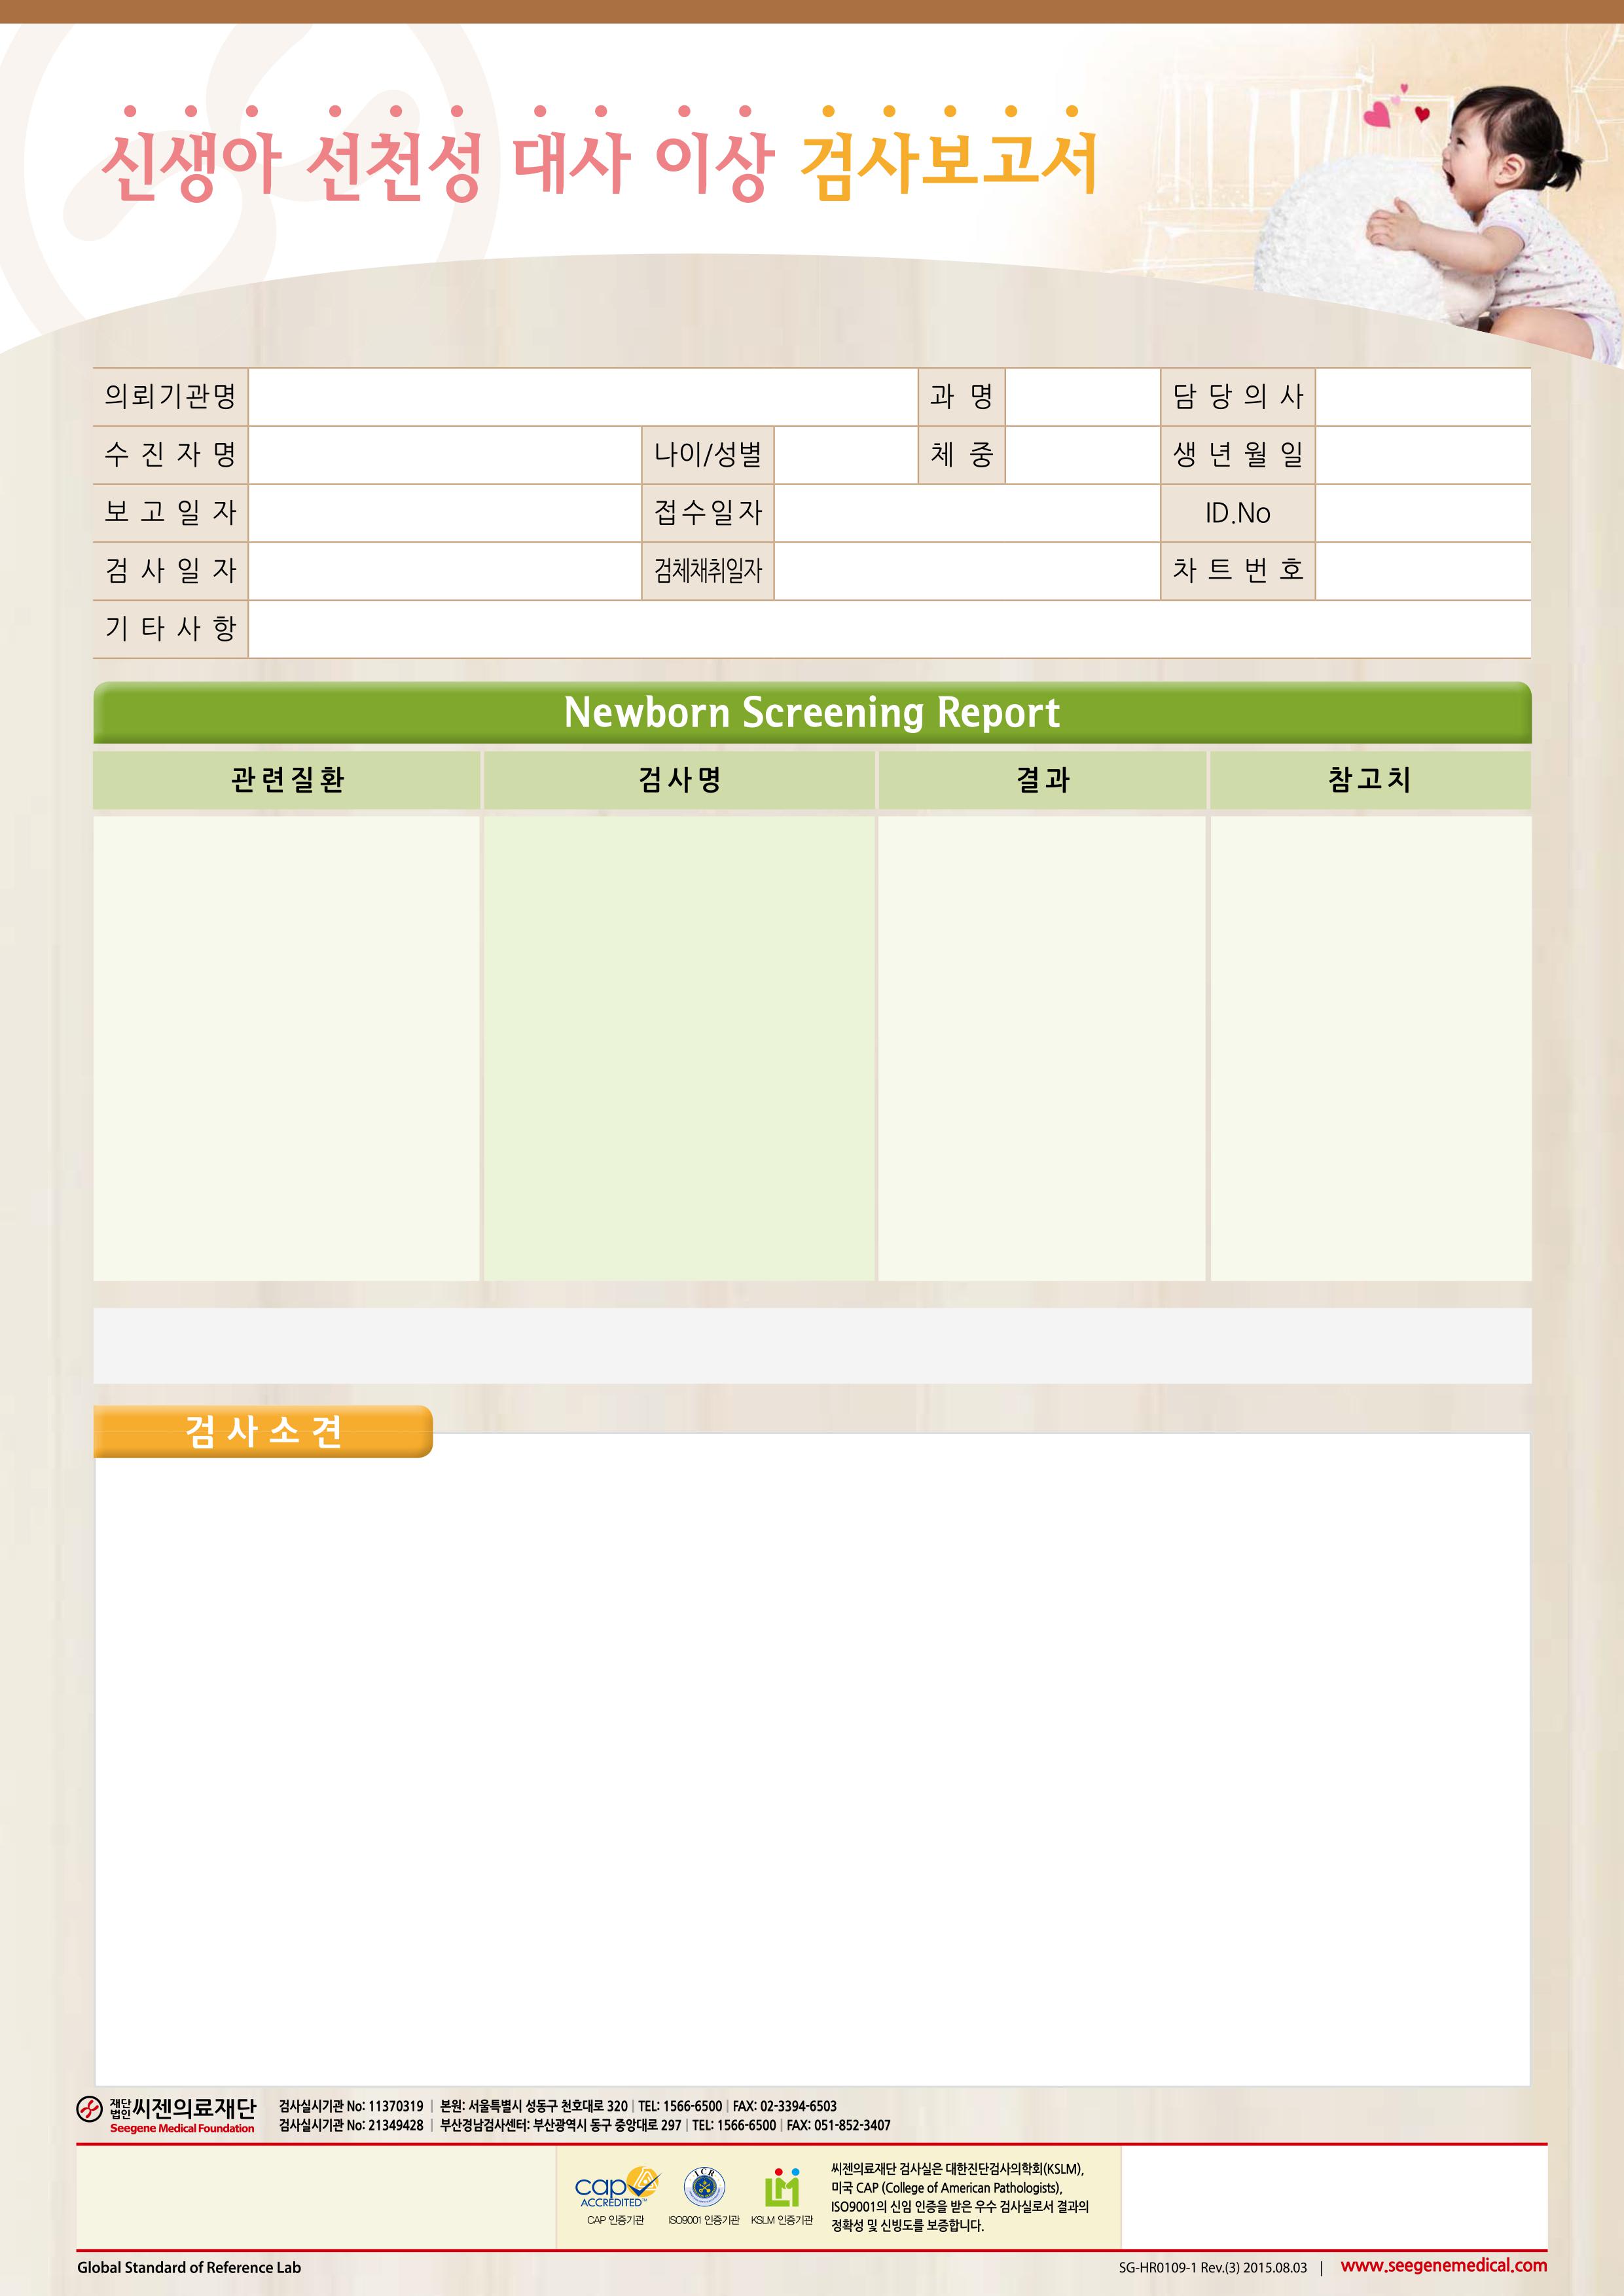 신생아 선천성 대사 이상 검사보고서
의뢰기관명 과 명 담 당 의 사
수 진 자 명 나이/성별 체 중 생 년 월 일
보 고 일 자 접수일자 ID.No
검 사 일 자 검체채취일자 차 트 번 호
기 타 사 항
Newborn Screening Report
관련질환 검사명 결과 참고치
검 사 소 견
재단법인 씨젠의료재단
Seegene Medical Foundation
검사실시기관 No: 11370319 | 본원: 서울특별시 성동구 천호대로 320 | TEL: 1566-6500 | FAX: 02-3394-6503
검사실시기관 No: 21349428 | 부산경남검사센터: 부산광역시 동구 중앙대로 297 | TEL: 1566-6500 | FAX: 051-852-3407
cap
ACCREDITED™
CAP 인증기관
ICR
ISO9001 인증기관
KSLM 인증기관
씨젠의료재단 검사실은 대한진단검사의학회(KSLM),
미국 CAP (College of American Pathologists),
ISO9001의 신임 인증을 받은 우수 검사실로서 결과의
정확성 및 신빙도를 보증합니다.
Global Standard of Reference Lab
SG-HR0109-1 Rev.(3) 2015.08.03 | www.seegenemedical.com